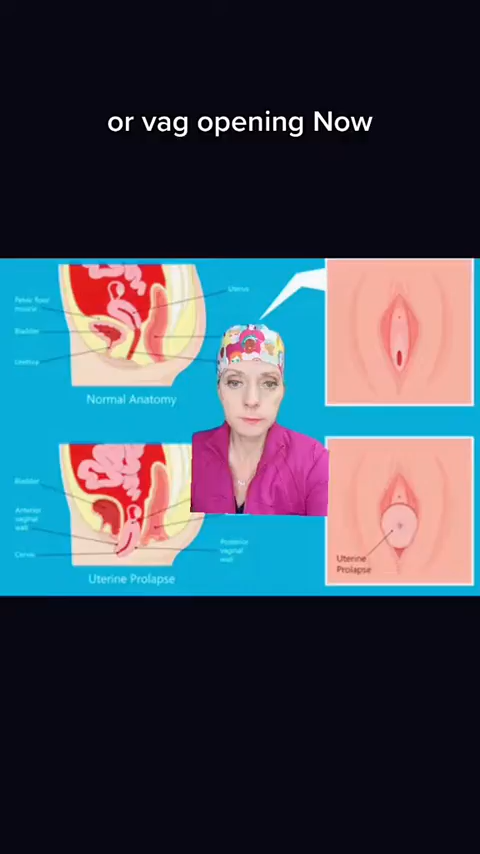 or vag opening Now
Pelvic floor
muscle
Uterus
Bladder
Urethra
Normal Anatomy
Bladder
Anterior
vaginal
wall
Cervix
Posterior
vaginal
wall
Uterine Prolapse
Uterine
Prolapse